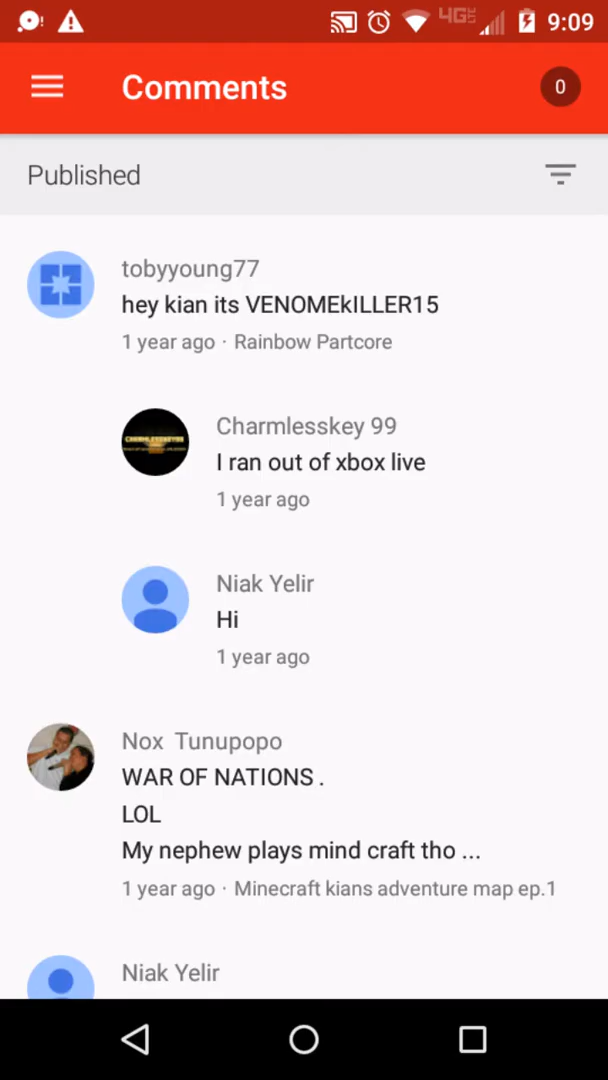 4G LTE 9:09
Comments
0
Published
tobyyoung77
hey kian its VENOMEkILLER15
1 year ago · Rainbow Partcore
Charmlesskey 99
I ran out of xbox live
1 year ago
Niak Yelir
Hi
1 year ago
Nox Tunupopo
WAR OF NATIONS .
LOL
My nephew plays mind craft tho ...
1 year ago · Minecraft kians adventure map ep.1
Niak Yelir